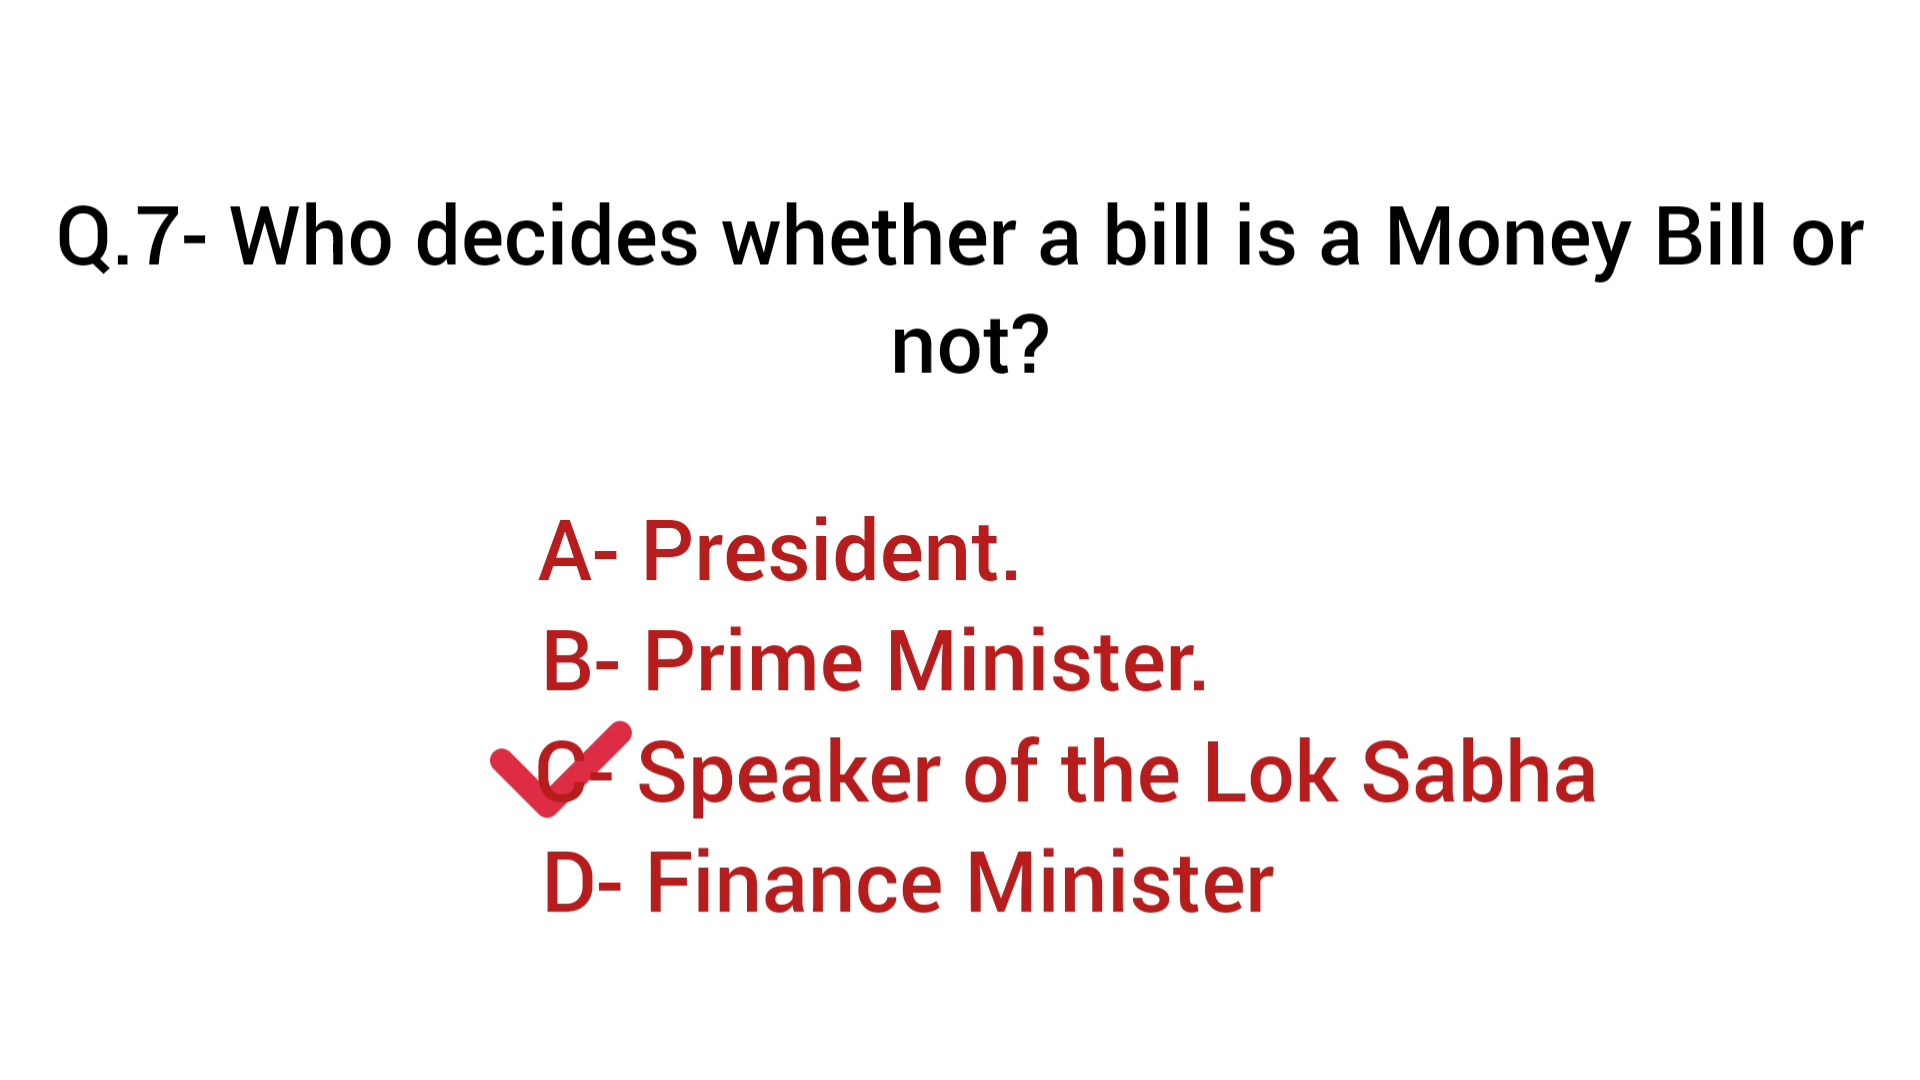 Q.7- Who decides whether a bill is a Money Bill or
not?
A- President.
B- Prime Minister.
C- Speaker of the Lok Sabha
D- Finance Minister